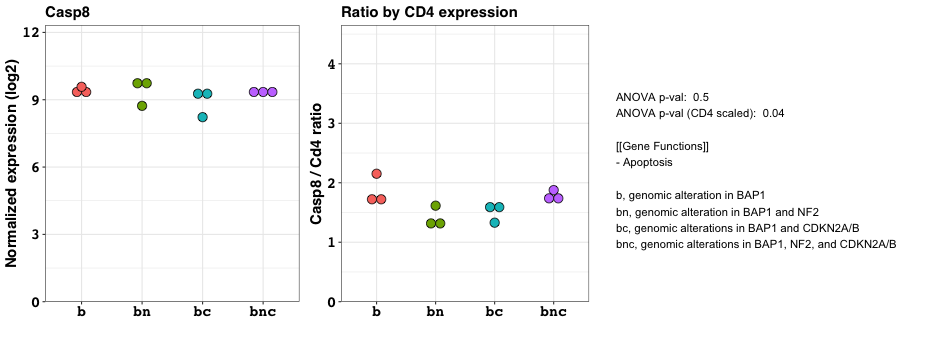 Casp8
Normalized expression (log2)
12
9
6
3
0
b bn bc bnc
Ratio by CD4 expression
Casp8 / Cd4 ratio
4
3
2
1
0
b bn bc bnc
ANOVA p-val: 0.5
ANOVA p-val (CD4 scaled): 0.04
[[Gene Functions]]
- Apoptosis
b, genomic alteration in BAP1
bn, genomic alteration in BAP1 and NF2
bc, genomic alterations in BAP1 and CDKN2A/B
bnc, genomic alterations in BAP1, NF2, and CDKN2A/B